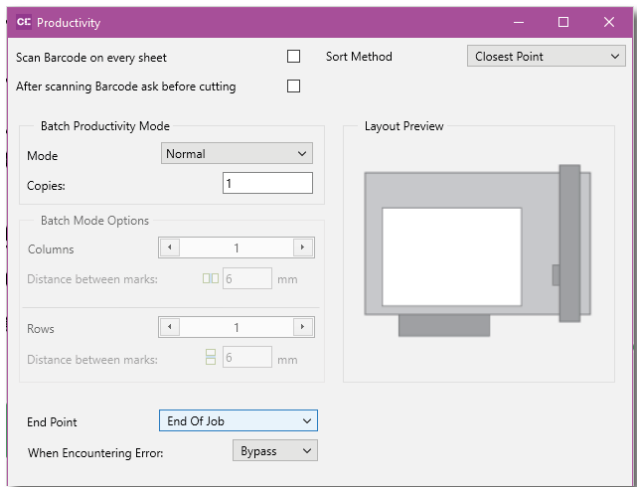 CC Productivity
Scan Barcode on every sheet
Sort Method
Closest Point
After scanning Barcode ask before cutting
Batch Productivity Mode
Mode
Normal
Copies:
1
Layout Preview
Batch Mode Options
Columns
1
Distance between marks:
6
mm
Rows
1
Distance between marks:
6
mm
End Point
End Of Job
When Encountering Error:
Bypass